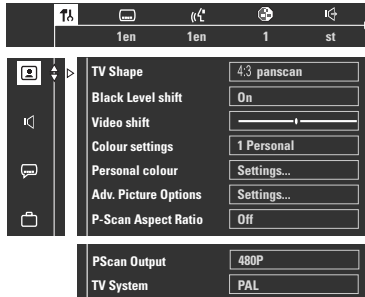 1en 1en 1 st
TV Shape 4:3 panscan
Black Level shift On
Video shift
Colour settings 1 Personal
Personal colour Settings...
Adv. Picture Options Settings...
P-Scan Aspect Ratio Off
PScan Output 480P
TV System PAL